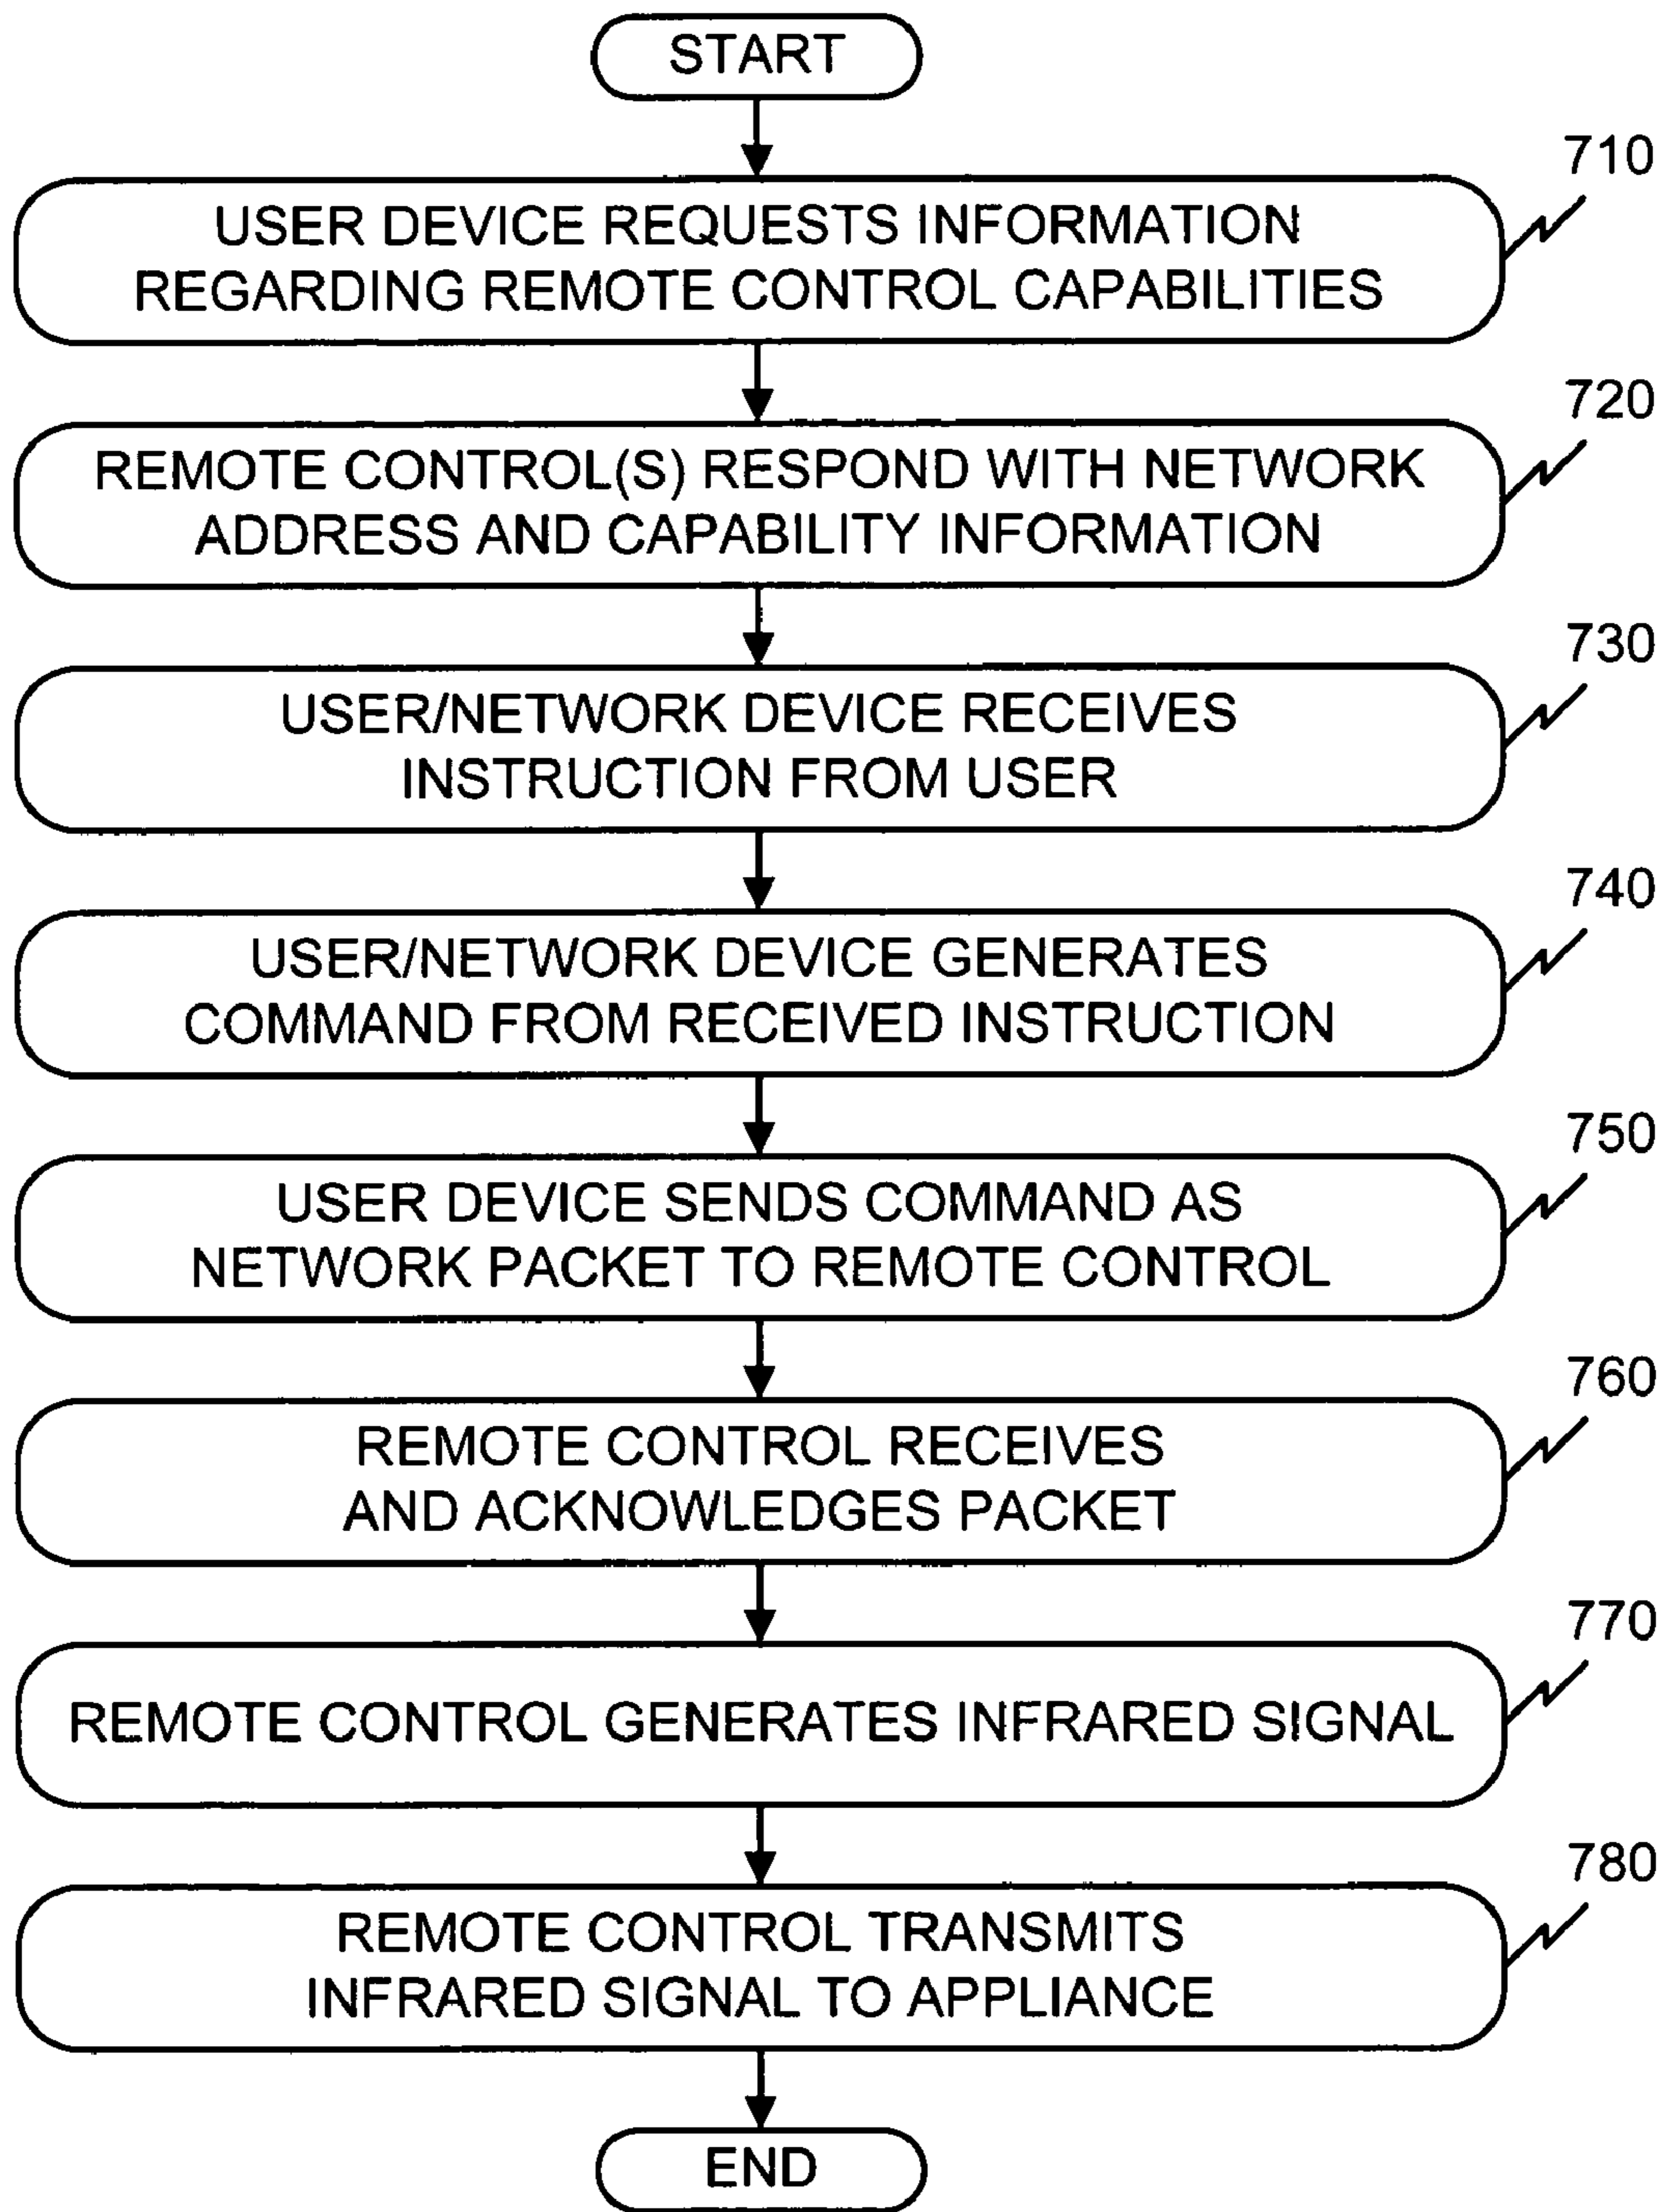 START
710
USER DEVICE REQUESTS INFORMATION
REGARDING REMOTE CONTROL CAPABILITIES
720
REMOTE CONTROL(S) RESPOND WITH NETWORK
ADDRESS AND CAPABILITY INFORMATION
730
USER/NETWORK DEVICE RECEIVES
INSTRUCTION FROM USER
740
USER/NETWORK DEVICE GENERATES
COMMAND FROM RECEIVED INSTRUCTION
750
USER DEVICE SENDS COMMAND AS
NETWORK PACKET TO REMOTE CONTROL
760
REMOTE CONTROL RECEIVES
AND ACKNOWLEDGES PACKET
770
REMOTE CONTROL GENERATES INFRARED SIGNAL
780
REMOTE CONTROL TRANSMITS
INFRARED SIGNAL TO APPLIANCE
END